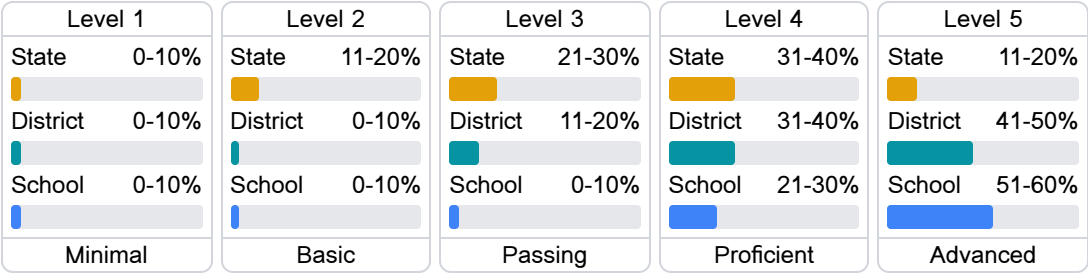 Level 1
State 0-10%
District 0-10%
School 0-10%
Minimal
Level 2
State 11-20%
District 0-10%
School 0-10%
Basic
Level 3
State 21-30%
District 11-20%
School 0-10%
Passing
Level 4
State 31-40%
District 31-40%
School 21-30%
Proficient
Level 5
State 11-20%
District 41-50%
School 51-60%
Advanced